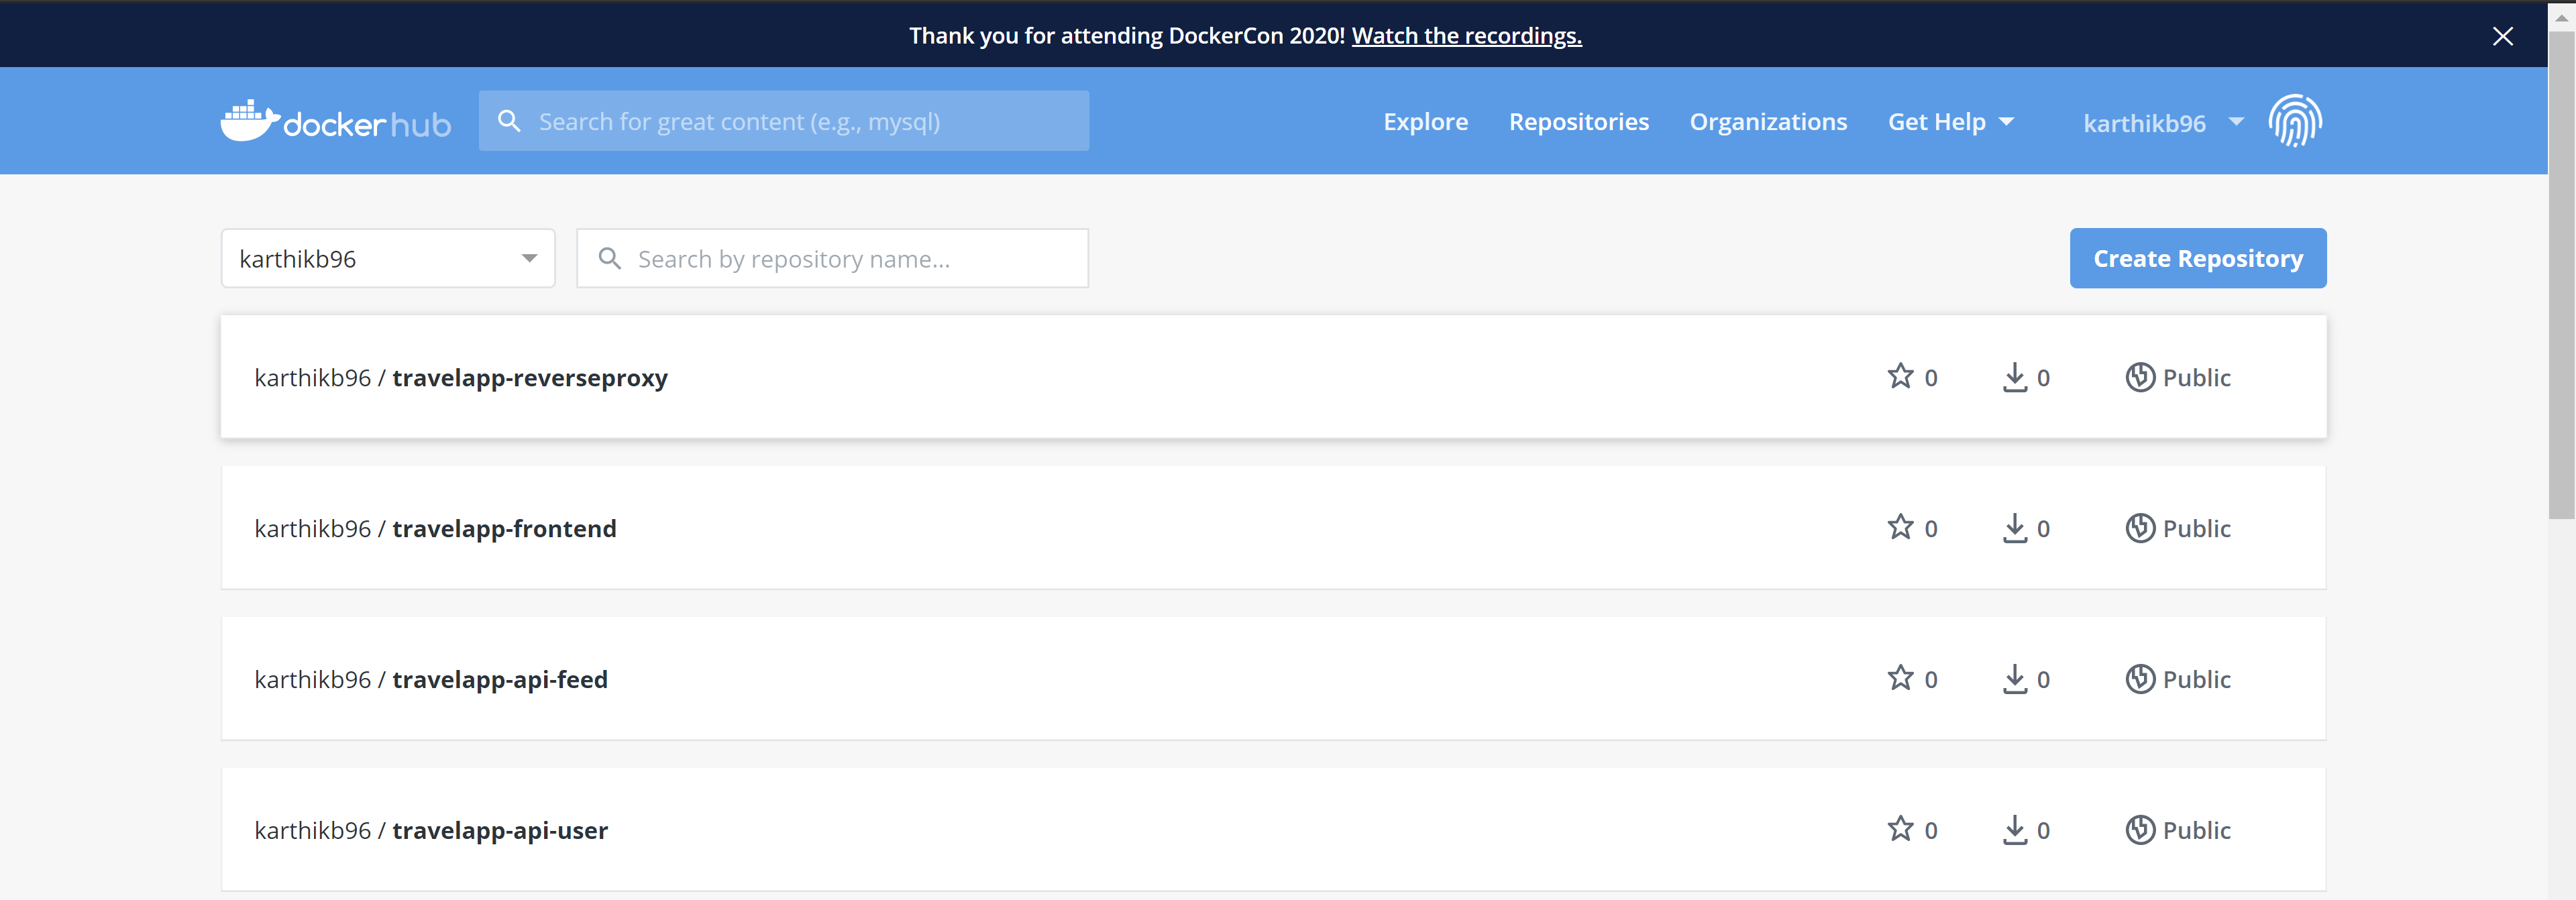 Thank you for attending DockerCon 2020! Watch the recordings.
docker hub
Search for great content (e.g., mysql)
Explore
Repositories
Organizations
Get Help
karthikb96
karthikb96
Search by repository name...
Create Repository
karthikb96 / travelapp-reverseproxy
0
0
Public
karthikb96 / travelapp-frontend
0
0
Public
karthikb96 / travelapp-api-feed
0
0
Public
karthikb96 / travelapp-api-user
0
0
Public